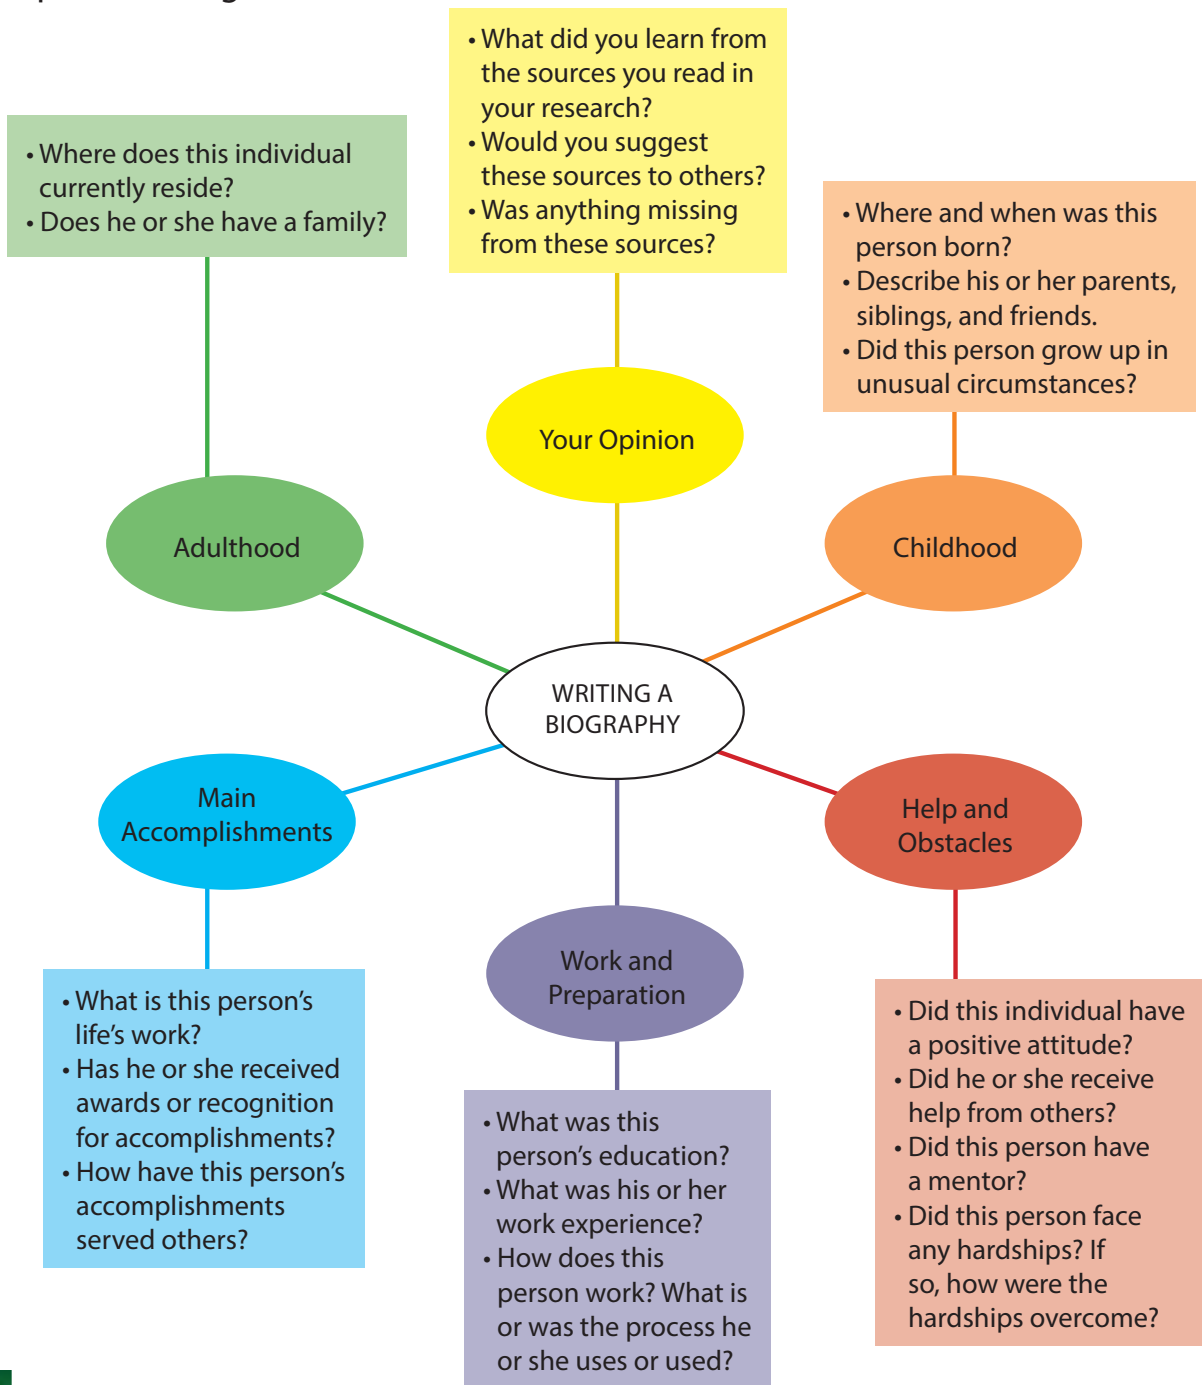 • What did you learn from
the sources you read in
your research?
• Would you suggest
these sources to others?
• Was anything missing
from these sources?
• Where does this individual
currently reside?
• Does he or she have a family?
• Where and when was this
person born?
• Describe his or her parents,
siblings, and friends.
• Did this person grow up in
unusual circumstances?
Your Opinion
Adulthood
Childhood
WRITING A
BIOGRAPHY
Main
Accomplishments
Help and
Obstacles
Work and
Preparation
• What is this person’s
life’s work?
• Has he or she received
awards or recognition
for accomplishments?
• How have this person’s
accomplishments
served others?
• What was this
person’s education?
• What was his or her
work experience?
• How does this
person work? What is
or was the process he
or she uses or used?
• Did this individual have
a positive attitude?
• Did he or she receive
help from others?
• Did this person have
a mentor?
• Did this person face
any hardships? If
so, how were the
hardships overcome?